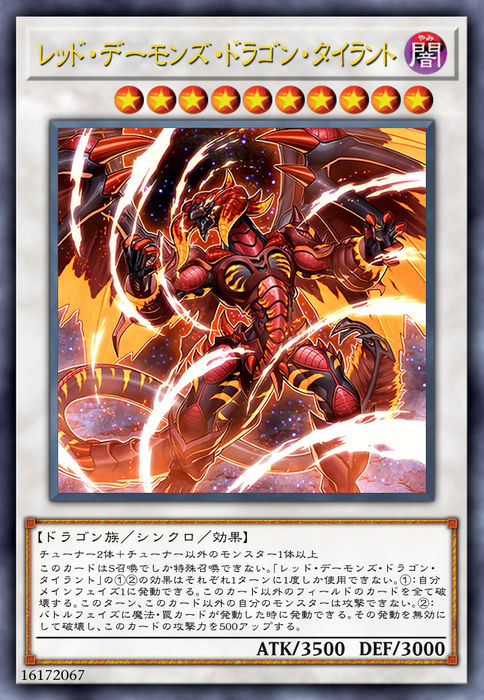 レッド・デーモンズ・ドラゴン・タイラント
やみ
闇
【ドラゴン族／シンクロ／効果】
チューナー2体＋チューナー以外のモンスター1体以上
このカードはS召喚でしか特殊召喚できない。「レッド・デーモンズ・ドラゴン・
タイラント」の①②の効果はそれぞれ1ターンに1度しか使用できない。①：自分
メインフェイズ1に発動できる。このカード以外のフィールドのカードを全て破
壊する。このターン、このカード以外の自分のモンスターは攻撃できない。②：
バトルフェイズに魔法・罠カードが発動した時に発動できる。その発動を無効に
して破壊し、このカードの攻撃力を500アップする。
ATK/3500 DEF/3000
16172067